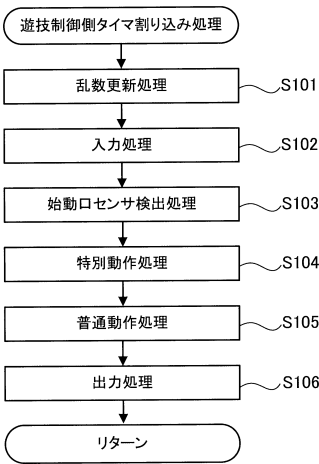 遊技制御側タイマ割り込み処理
乱数更新処理
S101
入力処理
S102
始動口センサ検出処理
S103
特別動作処理
S104
普通動作処理
S105
出力処理
S106
リターン